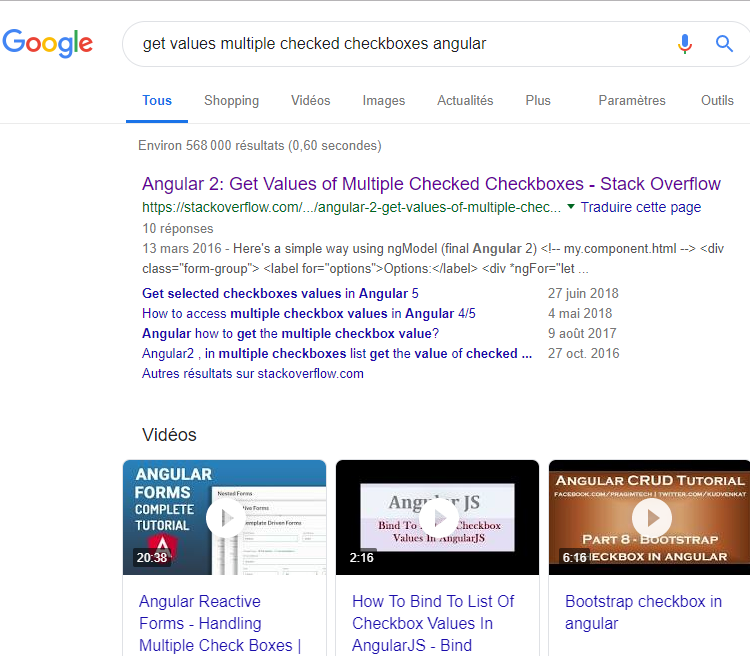 Google
get values multiple checked checkboxes angular
Tous Shopping Vidéos Images Actualités Plus Paramètres Outils
Environ 568 000 résultats (0,60 secondes)
Angular 2: Get Values of Multiple Checked Checkboxes - Stack Overflow
https://stackoverflow.com/.../angular-2-get-values-of-multiple-chec... ▼ Traduire cette page
10 réponses
13 mars 2016 - Here's a simple way using ngModel (final Angular 2) <!-- my.component.html --> <div
class="form-group"> <label for="options">Options:</label> <div *ngFor="let ...
Get selected checkboxes values in Angular 5 27 juin 2018
How to access multiple checkbox values in Angular 4/5 4 mai 2018
Angular how to get the multiple checkbox value? 9 août 2017
Angular2 , in multiple checkboxes list get the value of checked ... 27 oct. 2016
Autres résultats sur stackoverflow.com
Vidéos
ANGULAR
FORMS
COMPLETE
TUTORIAL
Nested Forms
Template Driven Forms
20:38
Angular JS
Bind To Checkbox
Values In AngularJS
2:16
ANGULAR CRUD TUTORIAL
FACEBOOK.COM/PRAGIMTECH | TWITTER.COM/KUDVENKAT
PART 8 - BOOTSTRAP
CHECKBOX IN ANGULAR
6:16
Angular Reactive
Forms - Handling
Multiple Check Boxes |
How To Bind To List Of
Checkbox Values In
AngularJS - Bind
Bootstrap checkbox in
angular